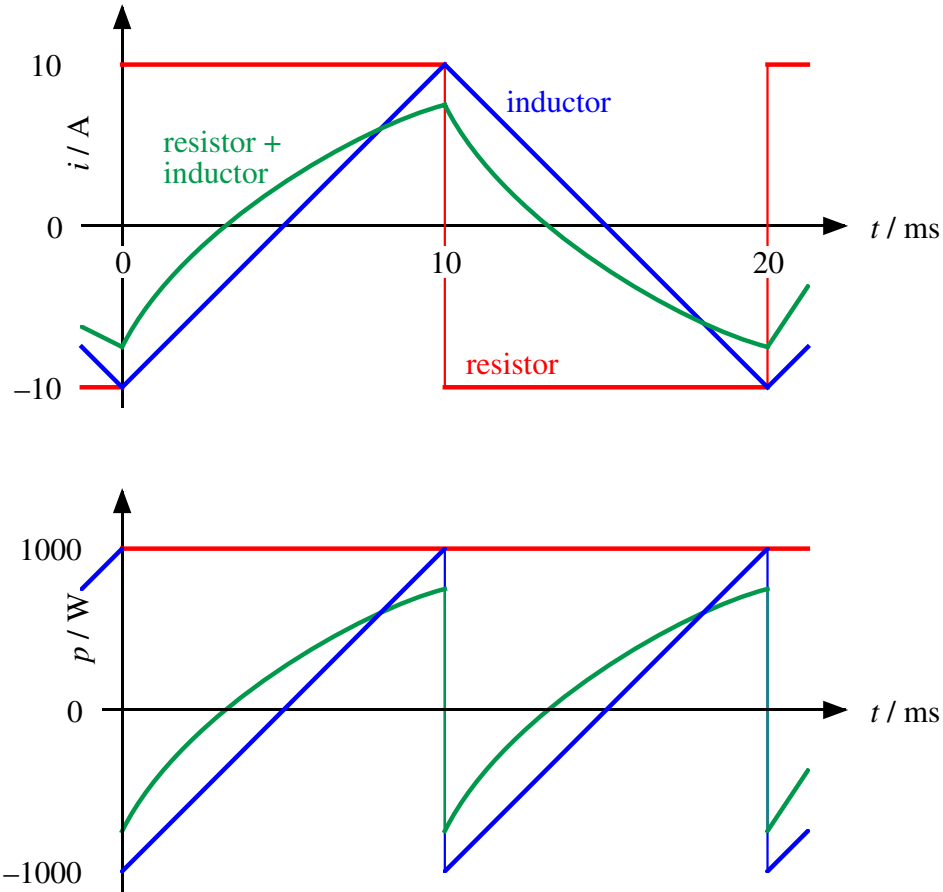 10
inductor
resistor +
inductor
i / A
0
t / ms
0
10
20
resistor
–10
1000
p / W
0
t / ms
–1000